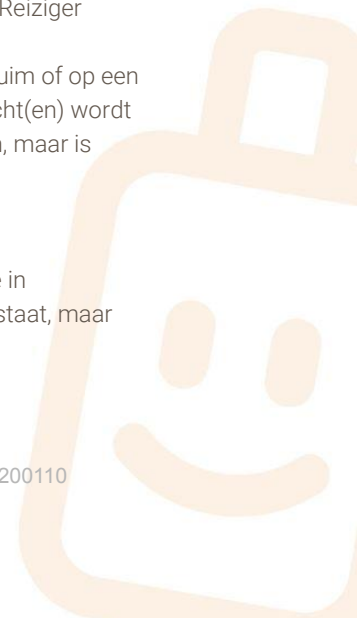 Reiziger
uim of op een
cht(en) wordt
, maar is
in
staat, maar
200110